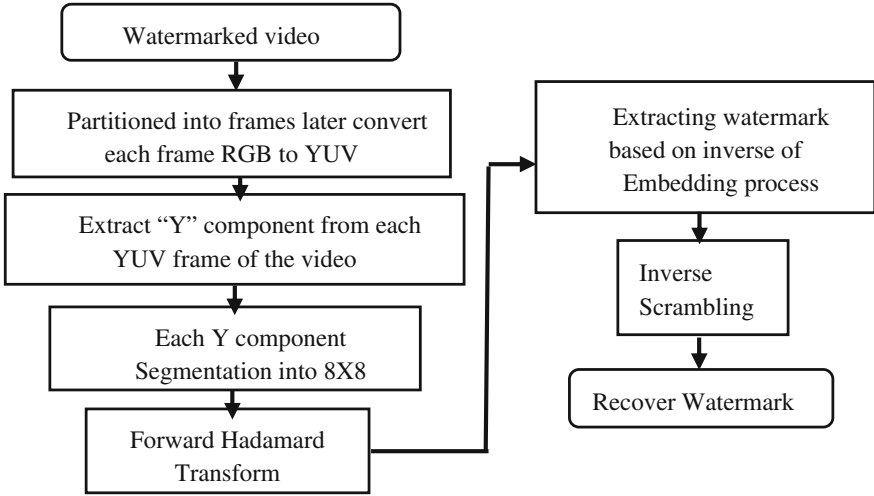 Watermarked video
Partitioned into frames later convert
each frame RGB to YUV
Extract “Y” component from each
YUV frame of the video
Each Y component
Segmentation into 8X8
Forward Hadamard
Transform
Extracting watermark
based on inverse of
Embedding process
Inverse
Scrambling
Recover Watermark